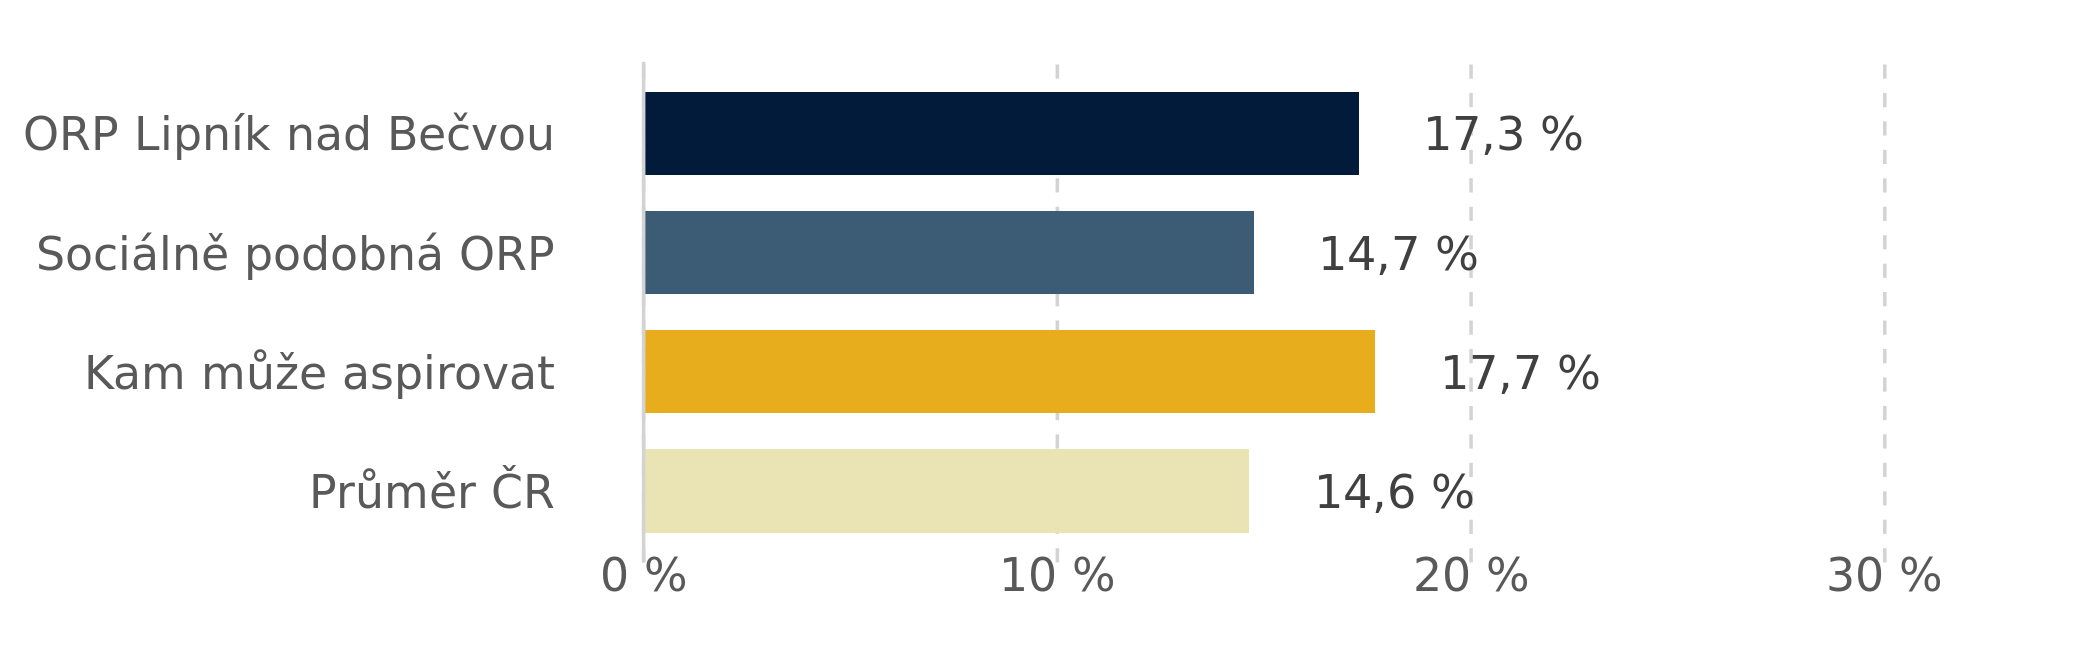 ORP Lipník nad Bečvou 17,3 %
Sociálně podobná ORP 14,7 %
Kam může aspirovat 17,7 %
Průměr ČR 14,6 %
0 % 10 % 20 % 30 %